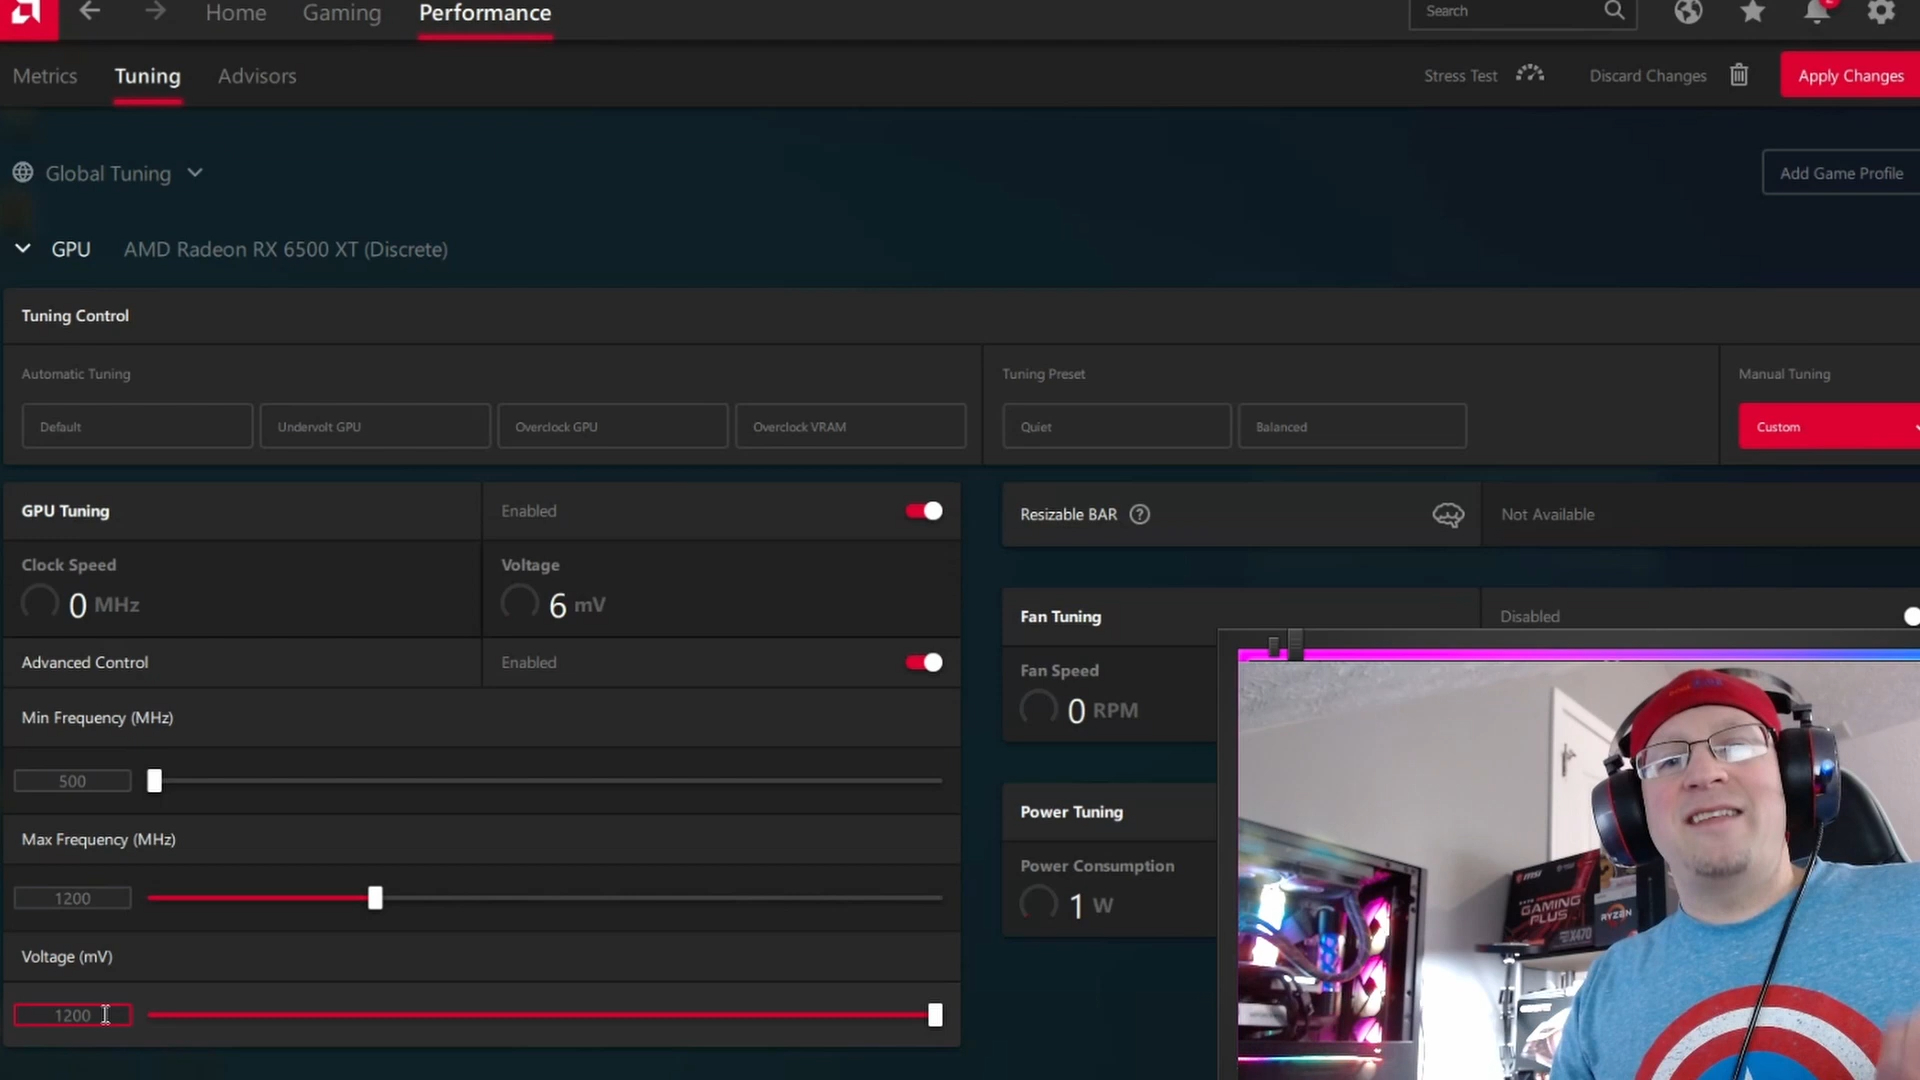 Home
Gaming
Performance
Search
Metrics
Tuning
Advisors
Stress Test
Discard Changes
Apply Changes
Global Tuning
Add Game Profile
GPU
AMD Radeon RX 6500 XT (Discrete)
Tuning Control
Automatic Tuning
Tuning Preset
Manual Tuning
Default
Undervolt GPU
Overclock GPU
Overclock VRAM
Quiet
Balanced
Custom
GPU Tuning
Enabled
Resizable BAR ?
Not Available
Clock Speed
Voltage
0 MHz
6 mV
Fan Tuning
Disabled
Advanced Control
Enabled
Fan Speed
0 RPM
Min Frequency (MHz)
500
Power Tuning
Max Frequency (MHz)
Power Consumption
1200
1 W
Voltage (mV)
1200
msi
GAMING
PLUS
X470
RYZEN